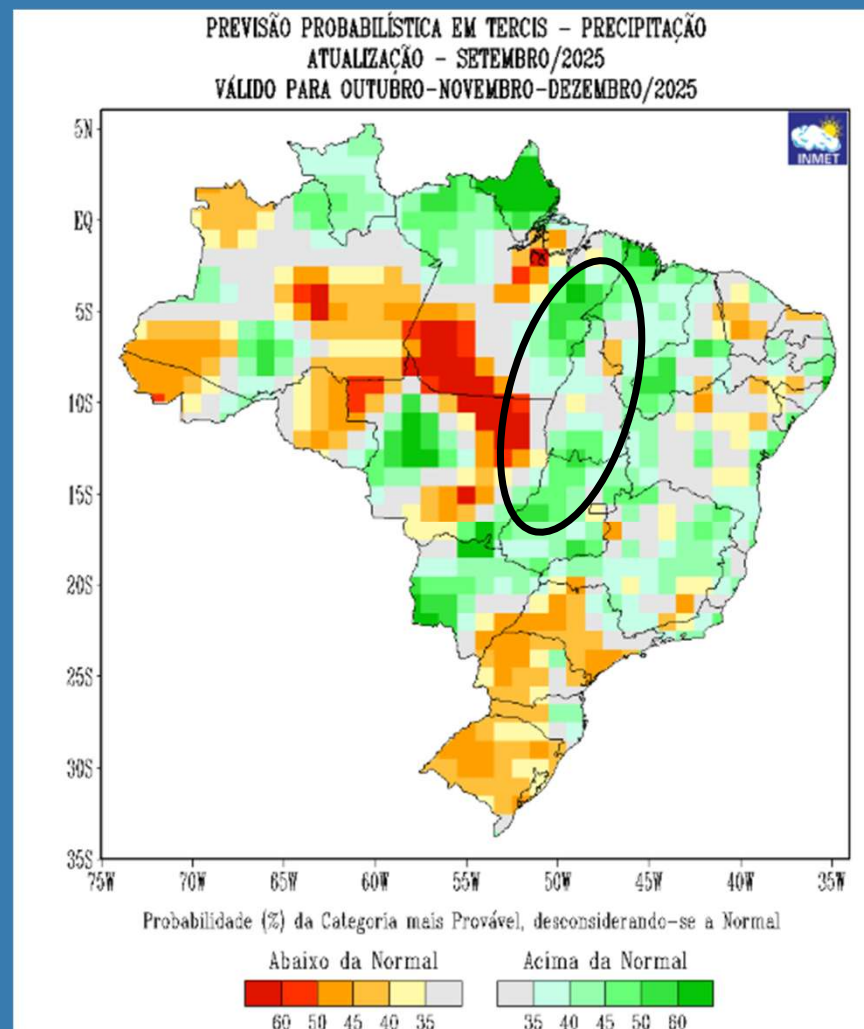 PREVISÃO PROBABILÍSTICA EM TERCIS – PRECIPITAÇÃO
ATUALIZAÇÃO – SETEMBRO/2025
VÁLIDO PARA OUTUBRO-NOVEMBRO-DEZEMBRO/2025
INMET
5N
EQ
5S
10S
15S
20S
25S
30S
35S
75W 70W 65W 60W 55W 50W 45W 40W 35W
Probabilidade (%) da Categoria mais Provável, desconsiderando-se a Normal
Abaixo da Normal Acima da Normal
60 50 45 40 35 35 40 45 50 60